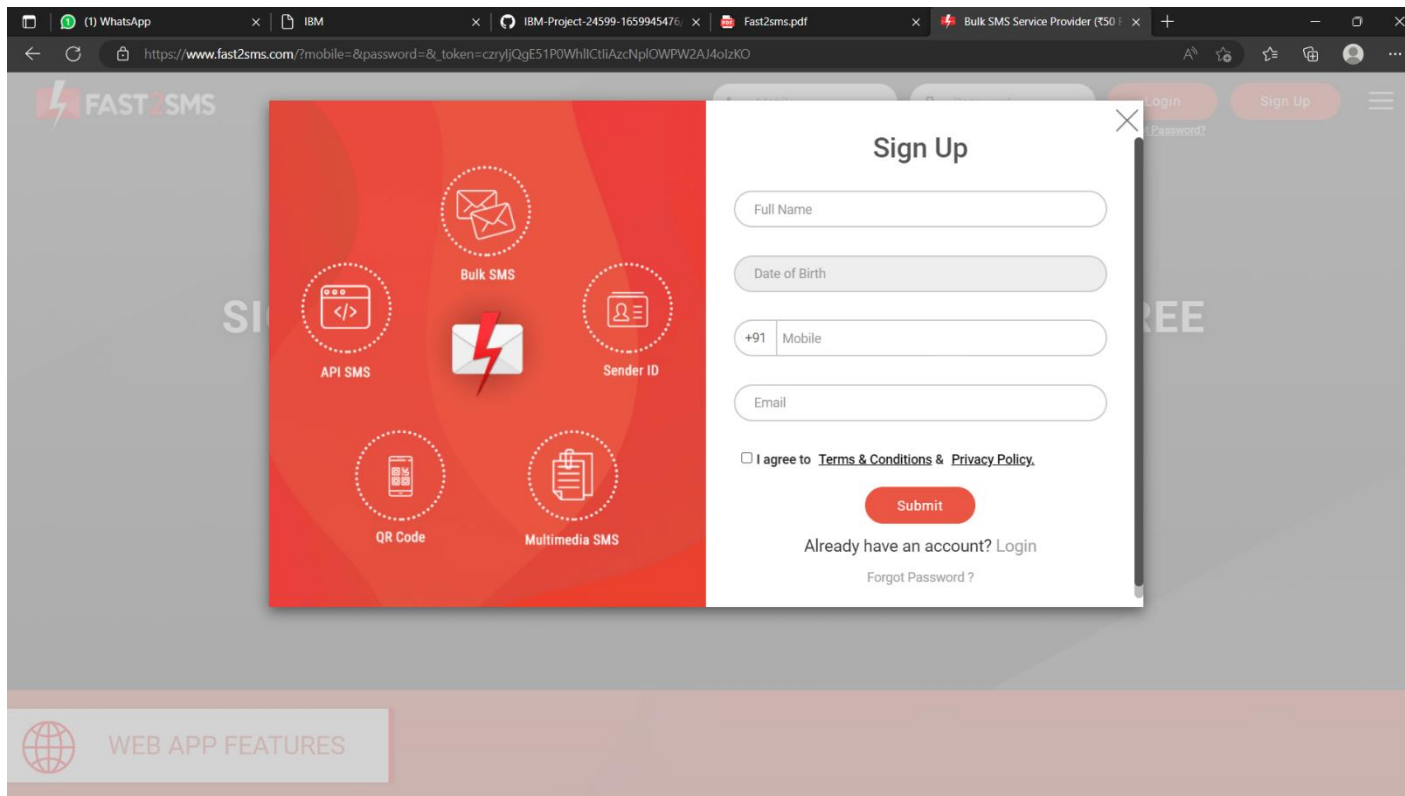 (1) WhatsApp
IBM
IBM-Project-24599-1659945476/
Fast2sms.pdf
Bulk SMS Service Provider (₹50 F
https://www.fast2sms.com/?mobile=&password=&_token=
FAST2SMS
Login
Sign Up
Password?
SI
REE
Bulk SMS
API SMS
Sender ID
QR Code
Multimedia SMS
Sign Up
Full Name
Date of Birth
+91 Mobile
Email
I agree to Terms & Conditions & Privacy Policy.
Submit
Already have an account? Login
Forgot Password ?
WEB APP FEATURES